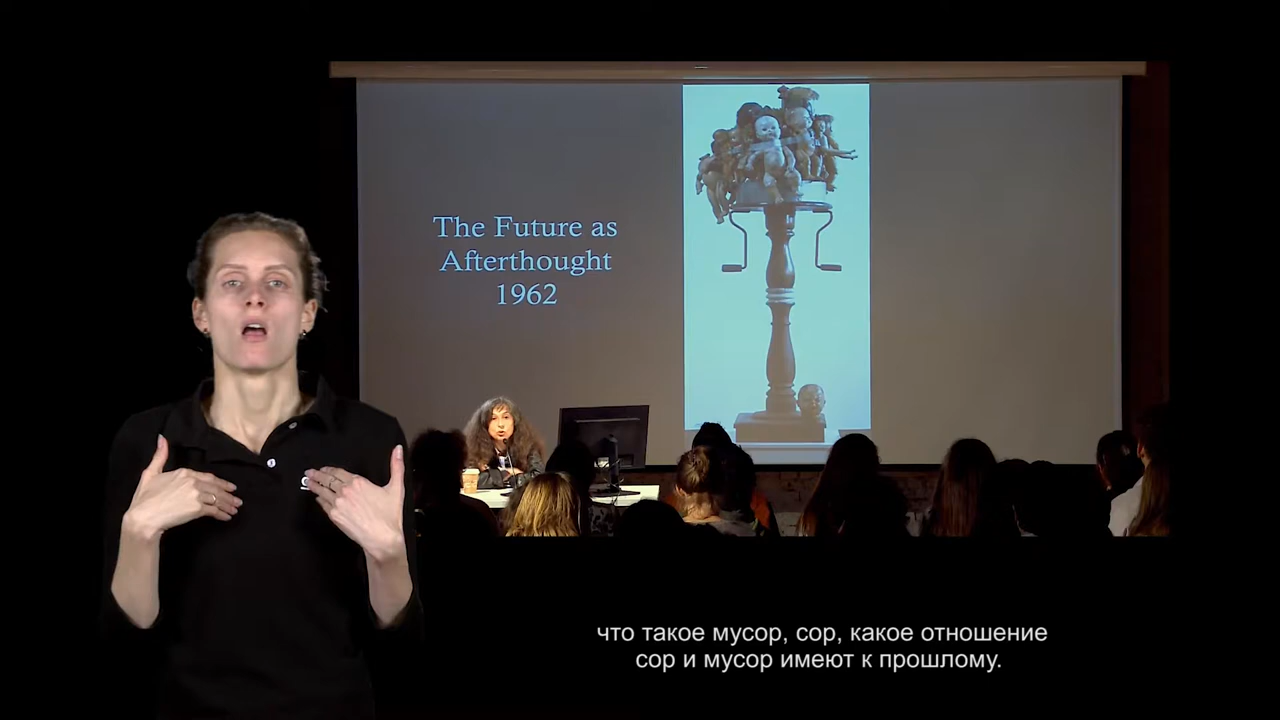 The Future as
Afterthought
1962
что такое мусор, сор, какое отношение
сор и мусор имеют к прошлому.